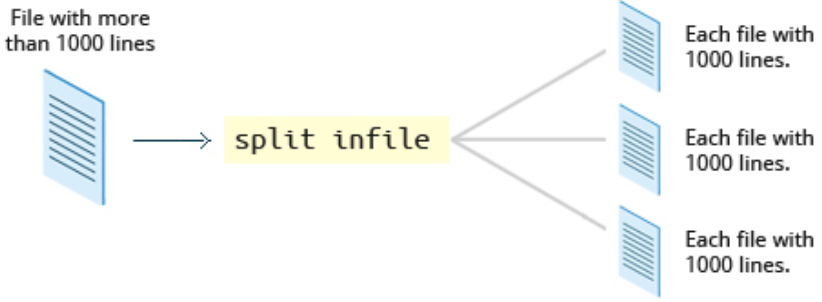 File with more
than 1000 lines
split infile
Each file with
1000 lines.
Each file with
1000 lines.
Each file with
1000 lines.